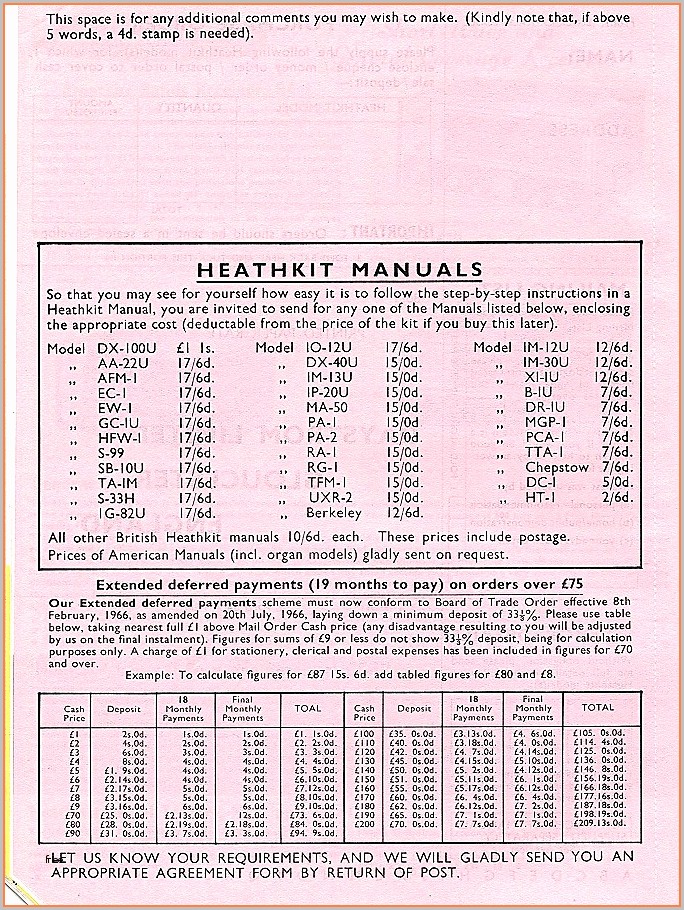 This space is for any additional comments you may wish to make. (Kindly note that, if above
5 words, a 4d. stamp is needed).
HEATHKIT MANUALS
So that you may see for yourself how easy it is to follow the step-by-step instructions in a
Heathkit Manual, you are invited to send for any one of the Manuals listed below, enclosing
the appropriate cost (deductable from the price of the kit if you buy this later).
Model DX-100U £1 1s. Model IO-12U 17/6d. Model IM-12U 12/6d.
,, AA-22U 17/6d. ,, DX-40U 15/0d. ,, IM-30U 12/6d.
,, AFM-1 17/6d. ,, IM-13U 15/0d. ,, XI-IU 12/6d.
,, EC-1 17/6d. ,, IP-20U 15/0d. ,, B-IU 7/6d.
,, EW-1 17/6d. ,, MA-50 15/0d. ,, DR-IU 7/6d.
,, GC-IU 17/6d. ,, PA-1 15/0d. ,, MGP-1 7/6d.
,, HFW-1 17/6d. ,, PA-2 15/0d. ,, PCA-1 7/6d.
,, S-99 17/6d. ,, RA-1 15/0d. ,, TTA-1 7/6d.
,, SB-10U 17/6d. ,, RG-1 15/0d. ,, Chepstow 7/6d.
,, TA-IM 17/6d. ,, TFM-1 15/0d. ,, DC-1 5/0d.
,, S-33H 17/6d. ,, UXR-2 15/0d. ,, HT-1 2/6d.
,, IG-82U 17/6d. ,, Berkeley 12/6d.
All other British Heathkit manuals 10/6d. each. These prices include postage.
Prices of American Manuals (incl. organ models) gladly sent on request.
Extended deferred payments (19 months to pay) on orders over £75
Our Extended deferred payments scheme must now conform to Board of Trade Order effective 8th
February, 1966, as amended on 20th July, 1966, laying down a minimum deposit of 33⅓%. Please use table
below, taking nearest full £1 above Mail Order Cash price (any disadvantage resulting to you will be adjusted
by us on the final instalment). Figures for sums of £9 or less do not show 33⅓% deposit, being for calculation
purposes only. A charge of £1 for stationery, clerical and postal expenses has been included in figures for £70
and over.
Example: To calculate figures for £87 15s. 6d. add tabled figures for £80 and £8.
Cash Price Deposit 18 Monthly Payments Final Monthly Payments TOAL Cash Price Deposit 18 Monthly Payments Final Monthly Payments TOTAL
£1 2s.0d. 1s.0d. 1s.0d. £1. 1s.0d. £100 £35. 0s.0d. £3.13s.0d. £4. 6s.0d. £105. 0s.0d.
£2 4s.0d. 2s.0d. 2s.0d. £2. 2s.0d. £110 £40. 0s.0d. £3.18s.0d. £4. 0s.0d. £114. 4s.0d.
£3 6s.0d. 3s.0d. 3s.0d. £3. 3s.0d. £120 £42. 0s.0d. £4. 7s.0d. £4.14s.0d. £125. 0s.0d.
£4 8s.0d. 4s.0d. 4s.0d. £4. 4s.0d. £130 £45. 0s.0d. £4.15s.0d. £5.10s.0d. £136. 0s.0d.
£5 £1. 9s.0d. 4s.0d. 4s.0d. £5. 5s.0d. £140 £50. 0s.0d. £5. 2s.0d. £4.12s.0d. £146. 8s.0d.
£6 £2.14s.0d. 4s.0d. 4s.0d. £6.10s.0d. £150 £51. 0s.0d. £5.11s.0d. £6. 1s.0d. £156.19s.0d.
£7 £2.17s.0d. 5s.0d. 5s.0d. £7.12s.0d. £160 £55. 0s.0d. £5.17s.0d. £6.12s.0d. £166.18s.0d.
£8 £3.15s.0d. 5s.0d. 5s.0d. £8.10s.0d. £170 £60. 0s.0d. £6. 4s.0d. £6. 4s.0d. £177.16s.0d.
£9 £3.16s.0d. 6s.0d. 6s.0d. £9.10s.0d. £180 £62. 0s.0d. £6.12s.0d. £7. 2s.0d. £187.18s.0d.
£70 £25. 0s.0d. £2.13s.0d. 12s.0d. £73. 6s.0d. £190 £65. 0s.0d. £7. 1s.0d. £7. 1s.0d. £198.19s.0d.
£80 £28. 0s.0d. £2.19s.0d. £2.18s.0d. £84. 0s.0d. £200 £70. 0s.0d. £7. 7s.0d. £7. 7s.0d. £209.13s.0d.
£90 £31. 0s.0d. £3. 7s.0d. £3. 3s.0d. £94. 9s.0d.
LET US KNOW YOUR REQUIREMENTS, AND WE WILL GLADLY SEND YOU AN
APPROPRIATE AGREEMENT FORM BY RETURN OF POST.